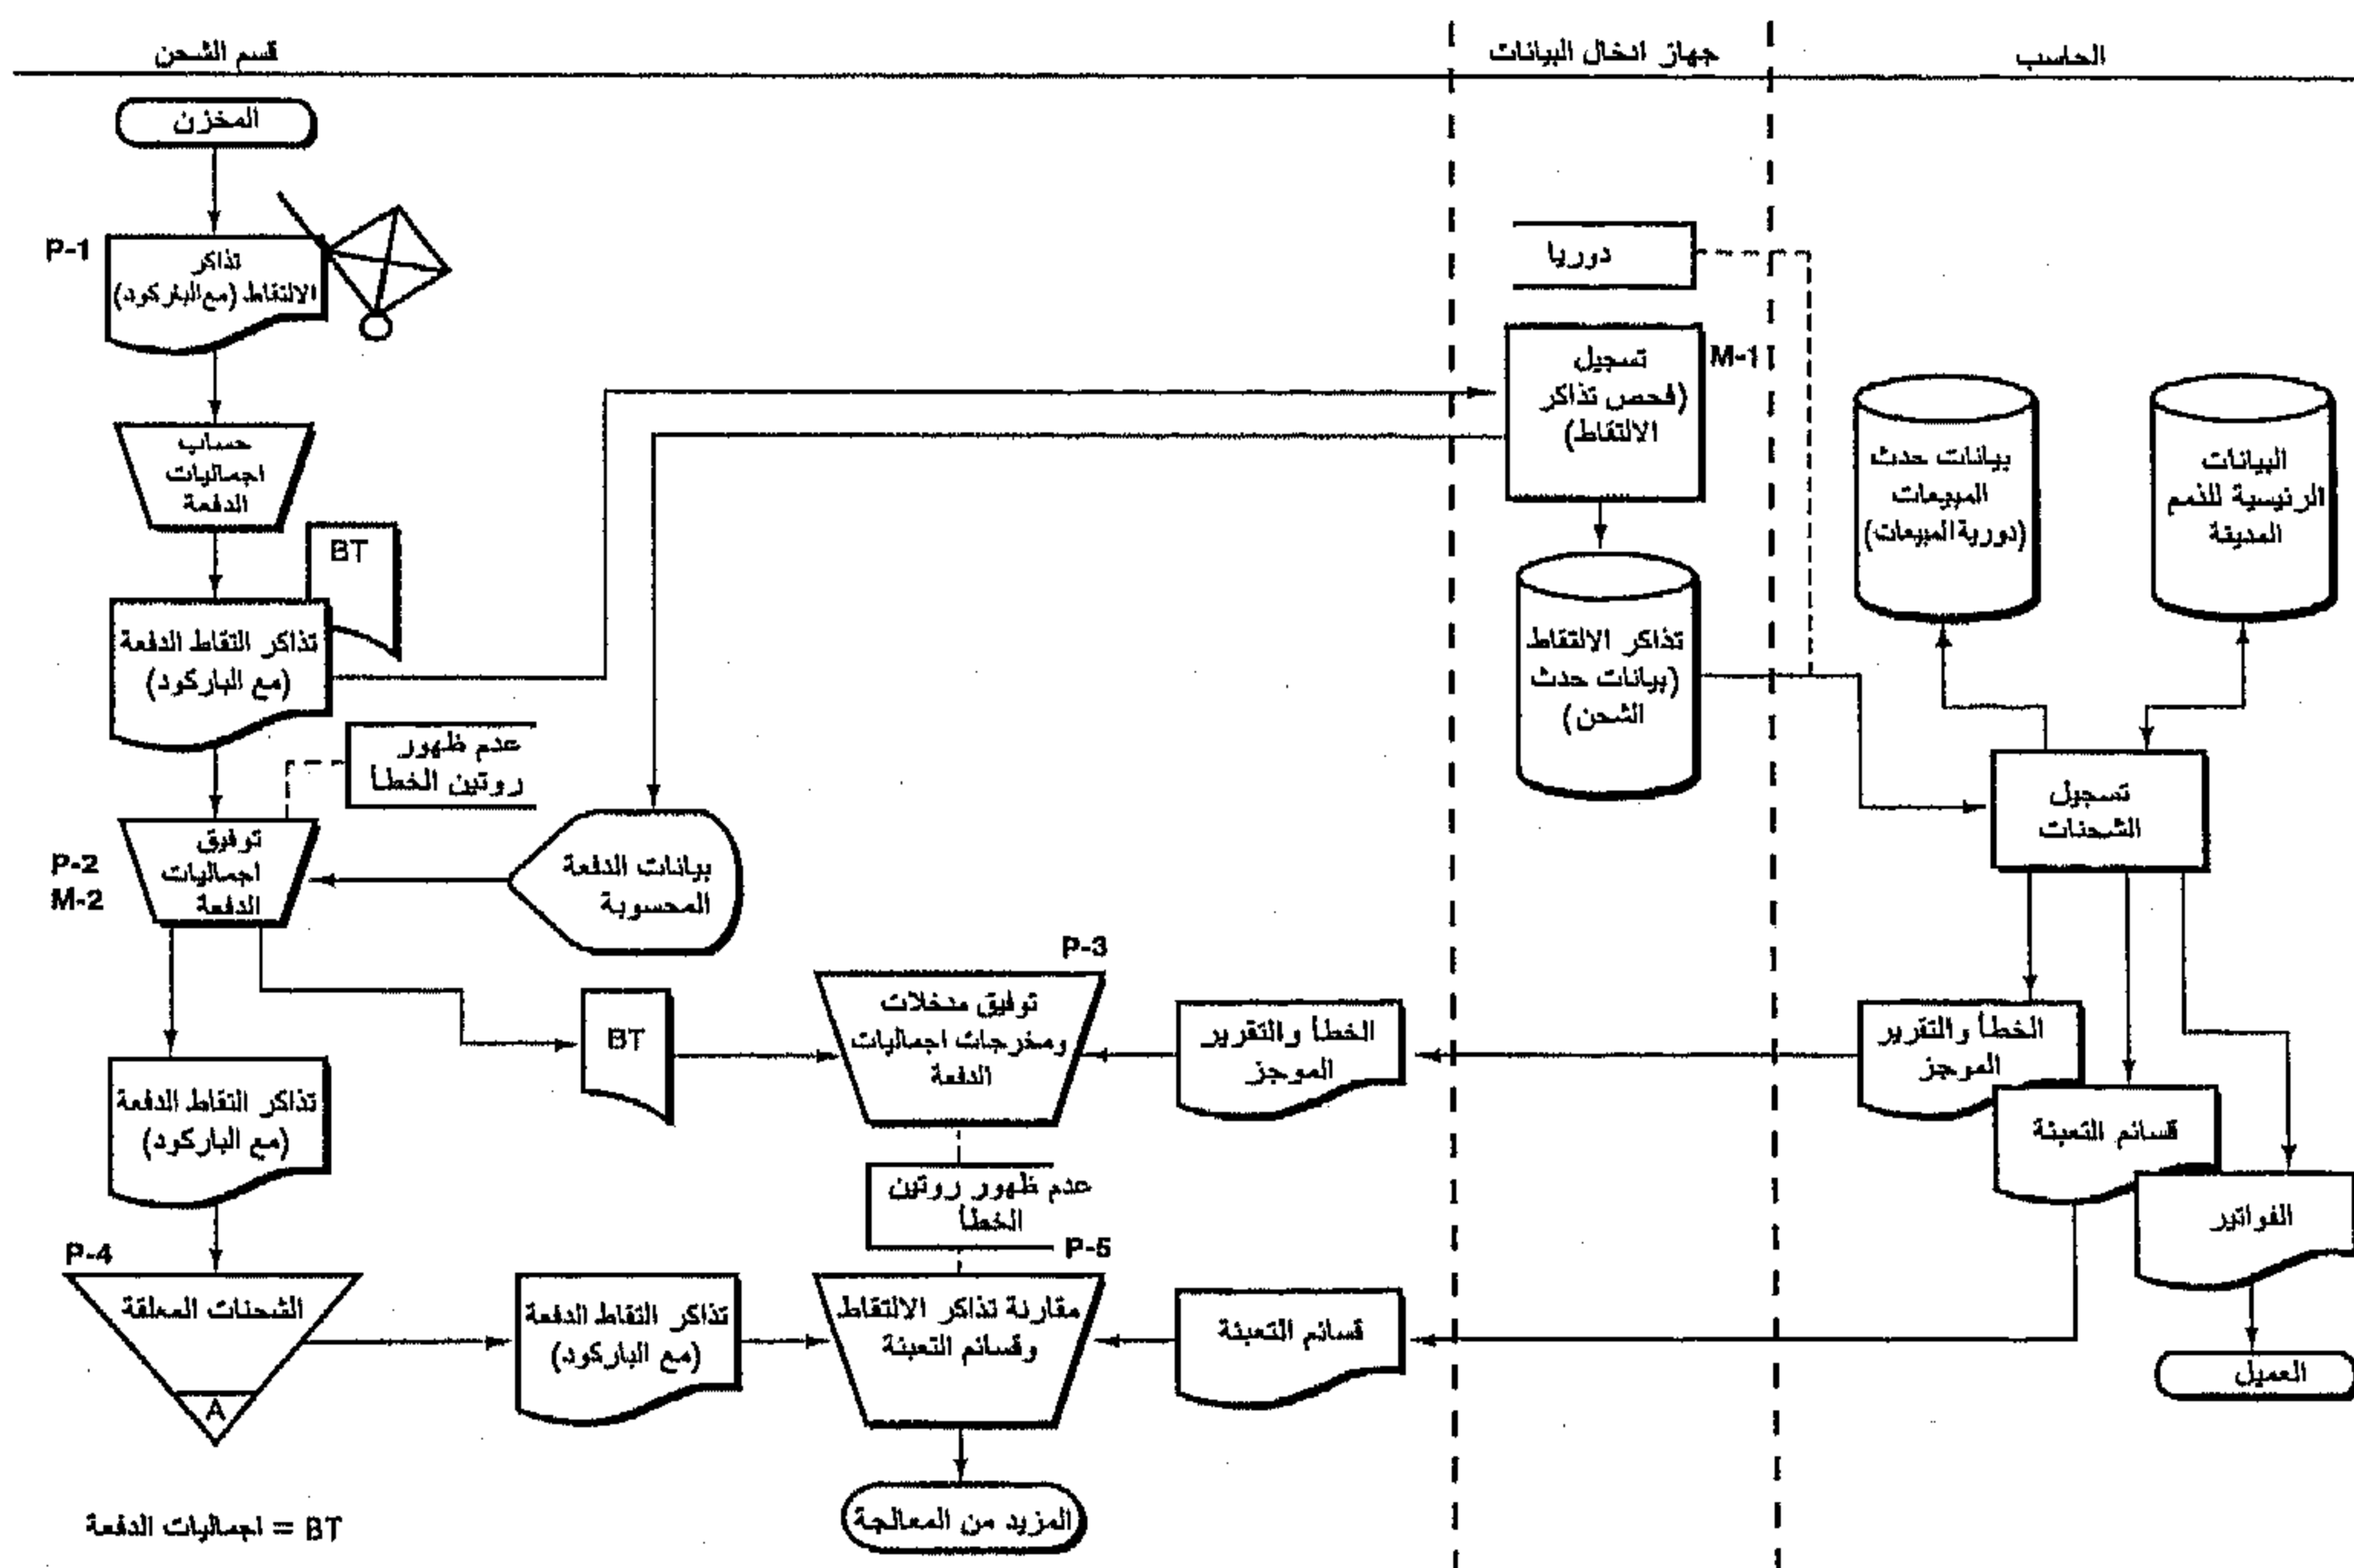 قسم الشحن
جهاز ادخال البيانات
الحاسب
المخزن
P-1
تذاكر
الالتقاط (مع الباركود)
حساب
اجماليات
الدفعة
BT
تذاكر التقاط الدفعة
(مع الباركود)
عدم ظهور
روتين الخطأ
P-2
M-2
توفيق
اجماليات
الدفعة
بيانات الدفعة
المحسوبة
تذاكر التقاط الدفعة
(مع الباركود)
BT
P-3
توفيق مدخلات
ومخرجات اجماليات
الدفعة
الخطأ والتقرير
الموجز
عدم ظهور روتين
الخطأ
P-4
الشحنات المعلقة
A
تذاكر التقاط الدفعة
(مع الباركود)
P-5
مقارنة تذاكر الالتقاط
وقسائم التعبئة
قسائم التعبئة
المزيد من المعالجة
BT = اجماليات الدفعة
دوريا
M-1
تسجيل
(فحص تذاكر
الالتقاط)
تذاكر الالتقاط
(بيانات حدث
الشحن)
بيانات حدث
المبيعات
(دورية المبيعات)
البيانات
الرئيسية للذمم
المدينة
تسجيل
الشحنات
الخطأ والتقرير
الموجز
قسائم التعبئة
الفواتير
العميل